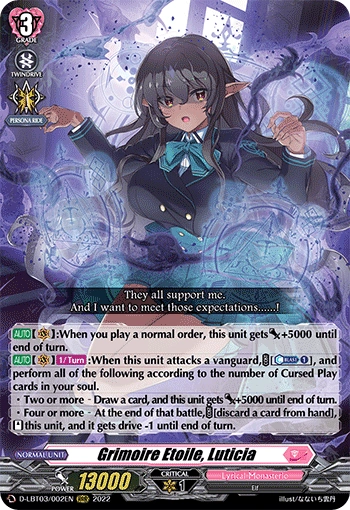 3
GRADE
TWINDRIVE
PERSONA RIDE
They all support me.
And I want to meet those expectations......!
AUTO[ ]:When you play a normal order, this unit gets +5000 until
end of turn.
AUTO[ ] 1/Turn :When this unit attacks a vanguard, [C-BLAST 1], and
perform all of the following according to the number of Cursed Play
cards in your soul.
・Two or more - Draw a card, and this unit gets +5000 until end of turn.
・Four or more - At the end of that battle, [discard a card from hand],
[ ] this unit, and it gets drive -1 until end of turn.
NORMAL UNIT
Grimoire Etoile, Luticia
POWER 13000
CRITICAL 1
Lyrical Monasterio
Elf
D-LBT03/002EN RRR 2022
illust/なないち雲丹